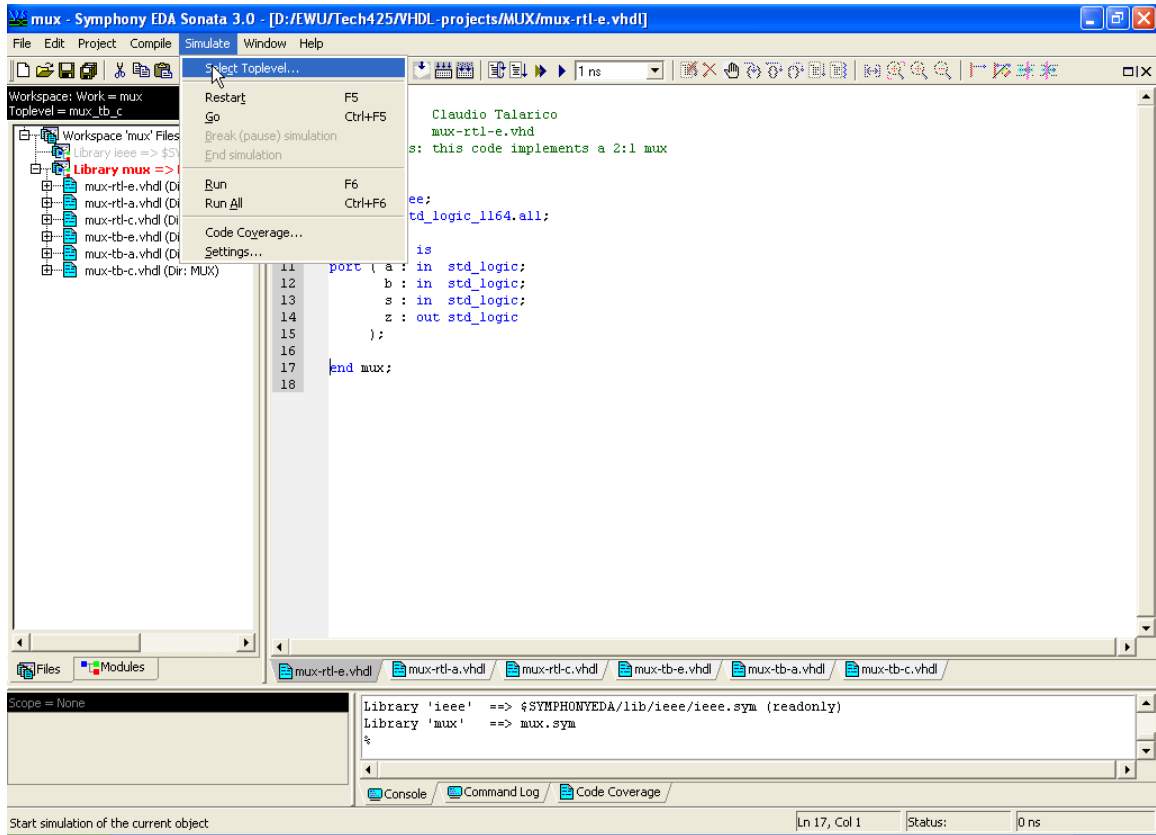 mux - Symphony EDA Sonata 3.0 - [D:/EWU/Tech425/VHDL-projects/MUX/mux-rtl-e.vhdl]
File Edit Project Compile Simulate Window Help
1 ns
Workspace: Work = mux
Toplevel = mux_tb_c
Workspace 'mux' Files
Library ieee => $SY
Library mux =>
mux-rtl-e.vhdl (Di
mux-rtl-a.vhdl (Di
mux-rtl-c.vhdl (Di
mux-tb-e.vhdl (Di
mux-tb-a.vhdl (Di
mux-tb-c.vhdl (Dir: MUX)
Select Toplevel...
Restart F5
Go Ctrl+F5
Break (pause) simulation
End simulation
Run F6
Run All Ctrl+F6
Code Coverage...
Settings...
Claudio Talarico
mux-rtl-e.vhd
s: this code implements a 2:1 mux
ee;
td_logic_1164.all;
is
11 port ( a : in std_logic;
12 b : in std_logic;
13 s : in std_logic;
14 z : out std_logic
15 );
16
17 end mux;
18
Files Modules
mux-rtl-e.vhdl mux-rtl-a.vhdl mux-rtl-c.vhdl mux-tb-e.vhdl mux-tb-a.vhdl mux-tb-c.vhdl
Scope = None
Library 'ieee' ==> $SYMPHONYEDA/lib/ieee/ieee.sym (readonly)
Library 'mux' ==> mux.sym
%
Console Command Log Code Coverage
Start simulation of the current object
Ln 17, Col 1 Status: 0 ns